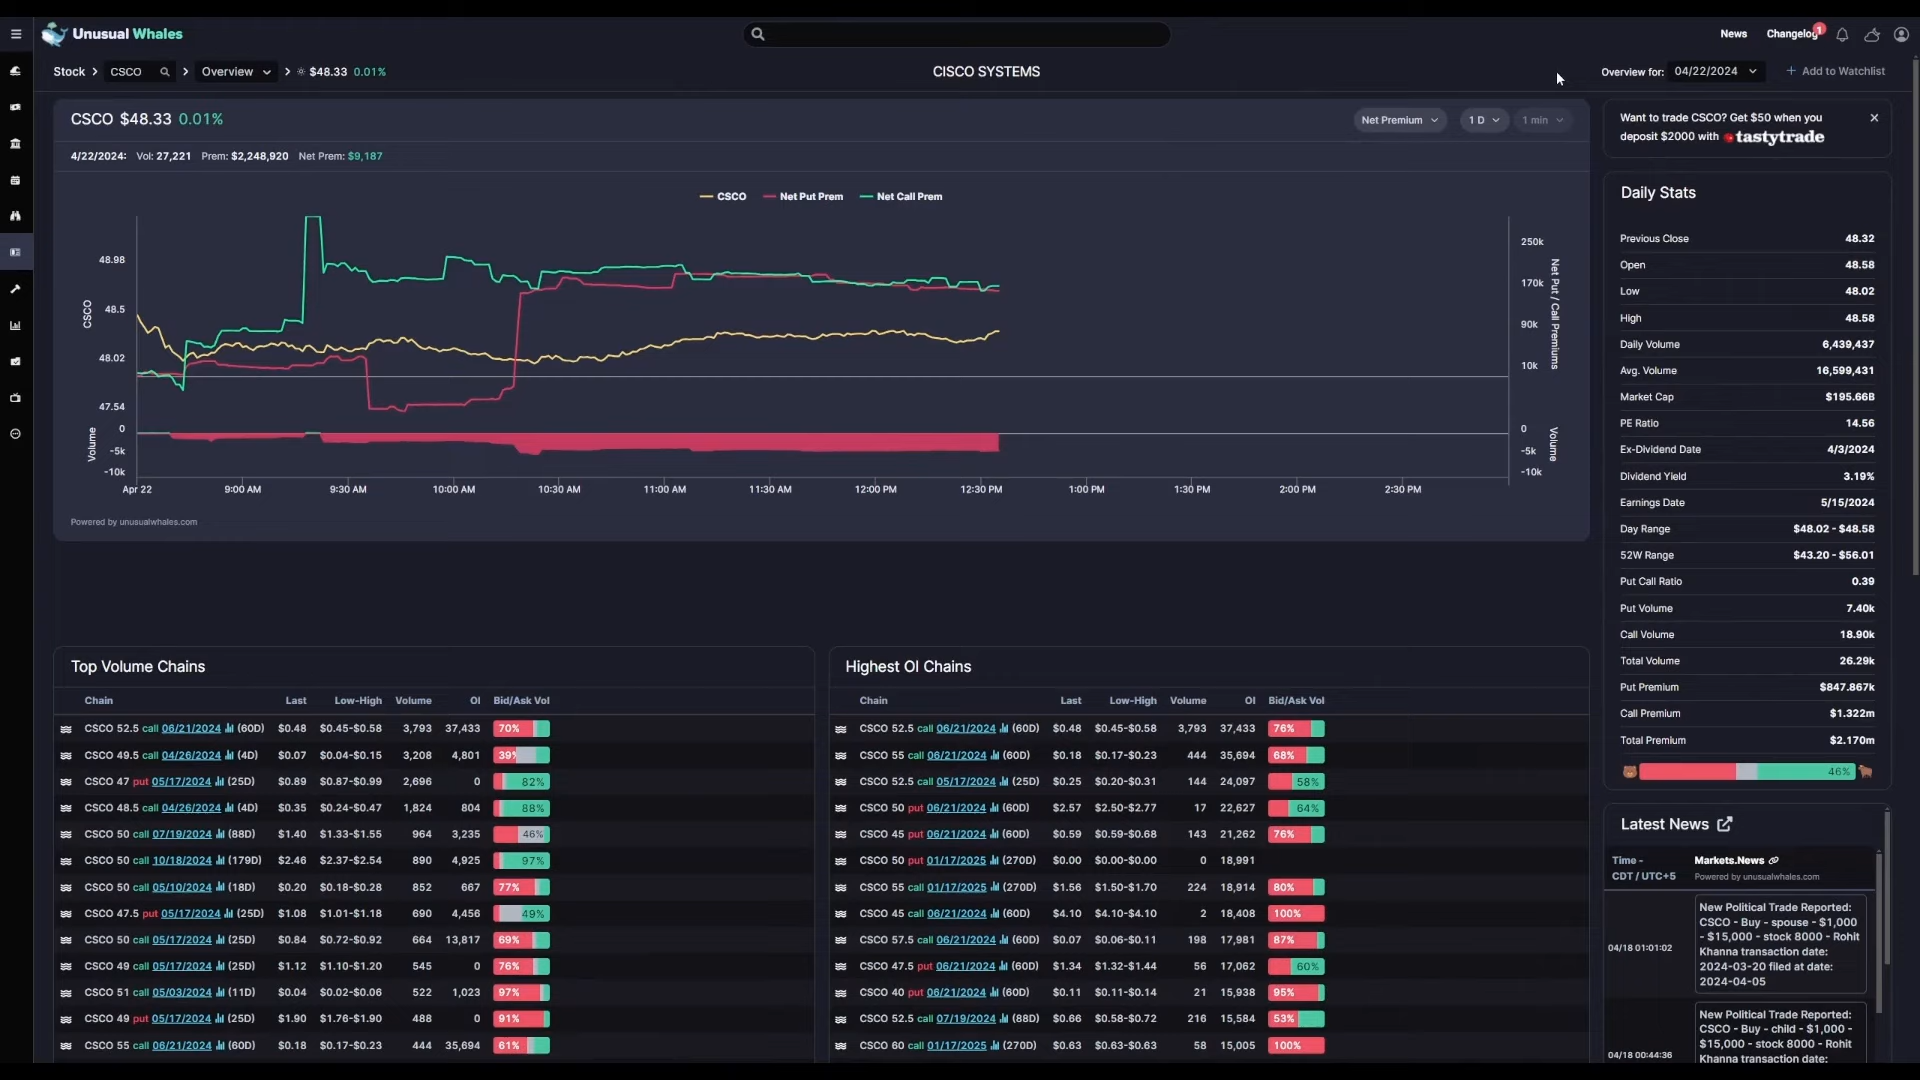 Unusual Whales
News
Changelog 1
Stock > CSCO > Overview > $48.33 0.01%
CISCO SYSTEMS
Overview for: 04/22/2024
+ Add to Watchlist
CSCO $48.33 0.01%
Net Premium
1 D
1 min
4/22/2024: Vol: 27,221 Prem: $2,248,920 Net Prem: $9,187
CSCO Net Put Prem Net Call Prem
CSCO
48.98
48.5
48.02
47.54
Volume
0
-5k
-10k
250k
170k
90k
10k
Net Put / Call Premiums
0
-5k
-10k
Volume
Apr 22 9:00 AM 9:30 AM 10:00 AM 10:30 AM 11:00 AM 11:30 AM 12:00 PM 12:30 PM 1:00 PM 1:30 PM 2:00 PM 2:30 PM
Powered by unusualwhales.com
Want to trade CSCO? Get $50 when you
deposit $2000 with tastytrade
Daily Stats
Previous Close 48.32
Open 48.58
Low 48.02
High 48.58
Daily Volume 6,439,437
Avg. Volume 16,599,431
Market Cap $195.66B
PE Ratio 14.56
Ex-Dividend Date 4/3/2024
Dividend Yield 3.19%
Earnings Date 5/15/2024
Day Range $48.02 - $48.58
52W Range $43.20 - $56.01
Put Call Ratio 0.39
Put Volume 7.40k
Call Volume 18.90k
Total Volume 26.29k
Put Premium $847.867k
Call Premium $1.322m
Total Premium $2.170m
46%
Top Volume Chains
Chain Last Low-High Volume OI Bid/Ask Vol
CSCO 52.5 call 06/21/2024 (60D) $0.48 $0.45-$0.58 3,793 37,433 70%
CSCO 49.5 call 04/26/2024 (4D) $0.07 $0.04-$0.15 3,208 4,801 39%
CSCO 47 put 05/17/2024 (25D) $0.89 $0.87-$0.99 2,696 0 82%
CSCO 48.5 call 04/26/2024 (4D) $0.35 $0.24-$0.47 1,824 804 88%
CSCO 50 call 07/19/2024 (88D) $1.40 $1.33-$1.55 964 3,235 46%
CSCO 50 call 10/18/2024 (179D) $2.46 $2.37-$2.54 890 4,925 97%
CSCO 50 call 05/10/2024 (18D) $0.20 $0.18-$0.28 852 667 77%
CSCO 47.5 put 05/17/2024 (25D) $1.08 $1.01-$1.18 690 4,456 49%
CSCO 50 call 05/17/2024 (25D) $0.84 $0.72-$0.92 664 13,817 69%
CSCO 49 call 05/17/2024 (25D) $1.12 $1.10-$1.20 545 0 76%
CSCO 51 call 05/03/2024 (11D) $0.04 $0.02-$0.06 522 1,023 97%
CSCO 49 put 05/17/2024 (25D) $1.90 $1.76-$1.90 488 0 91%
CSCO 55 call 06/21/2024 (60D) $0.18 $0.17-$0.23 444 35,694 61%
Highest OI Chains
Chain Last Low-High Volume OI Bid/Ask Vol
CSCO 52.5 call 06/21/2024 (60D) $0.48 $0.45-$0.58 3,793 37,433 76%
CSCO 55 call 06/21/2024 (60D) $0.18 $0.17-$0.23 444 35,694 68%
CSCO 52.5 call 05/17/2024 (25D) $0.25 $0.20-$0.31 144 24,097 58%
CSCO 50 put 06/21/2024 (60D) $2.57 $2.50-$2.77 17 22,627 64%
CSCO 45 put 06/21/2024 (60D) $0.59 $0.59-$0.68 143 21,262 76%
CSCO 50 put 01/17/2025 (270D) $0.00 $0.00-$0.00 0 18,991
CSCO 55 call 01/17/2025 (270D) $1.56 $1.50-$1.70 224 18,914 80%
CSCO 45 call 06/21/2024 (60D) $4.10 $4.10-$4.10 2 18,408 100%
CSCO 57.5 call 06/21/2024 (60D) $0.07 $0.06-$0.11 198 17,981 87%
CSCO 47.5 put 06/21/2024 (60D) $1.34 $1.32-$1.44 56 17,062 60%
CSCO 40 put 06/21/2024 (60D) $0.11 $0.11-$0.14 21 15,938 95%
CSCO 52.5 call 07/19/2024 (88D) $0.66 $0.58-$0.72 216 15,584 53%
CSCO 60 call 01/17/2025 (270D) $0.63 $0.63-$0.63 58 15,005 100%
Latest News
Time -
CDT / UTC+5
Markets.News
Powered by unusualwhales.com
04/18 01:01:02
New Political Trade Reported:
CSCO - Buy - spouse - $1,000
- $15,000 - stock 8000 - Rohit
Khanna transaction date:
2024-03-20 filed at date:
2024-04-05
04/18 00:44:36
New Political Trade Reported:
CSCO - Buy - child - $1,000 -
$15,000 - stock 8000 - Rohit
Khanna transaction date: